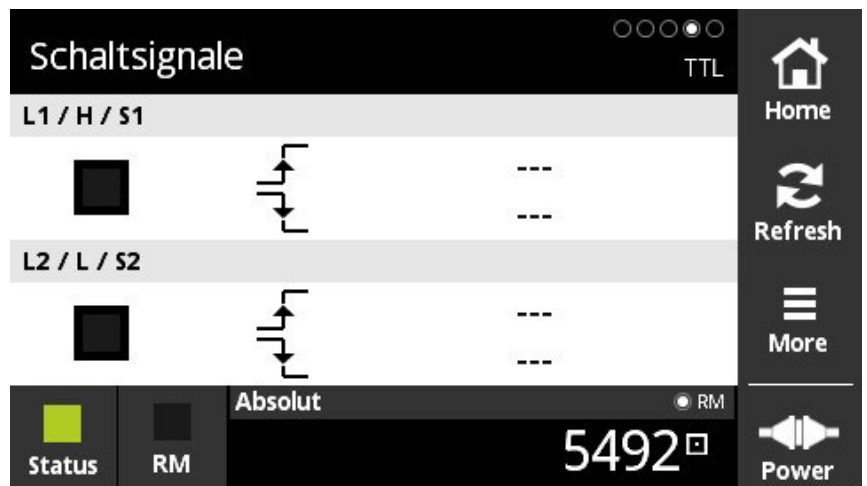 Schaltsignale
TTL
Home
L1 / H / S1
---
---
Refresh
L2 / L / S2
---
---
More
Absolut
RM
5492
Status
RM
Power